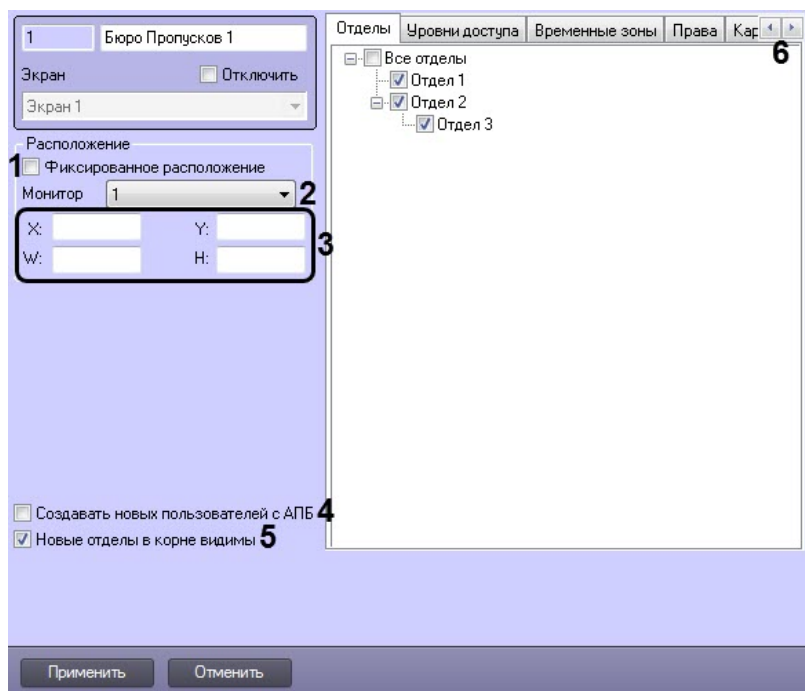 1 Бюро Пропусков 1
Экран Отключить
Экран 1
Расположение
1 Фиксированное расположение
Монитор 1 2
X: Y: 3
W: H:
Создавать новых пользователей с АПБ 4
Новые отделы в корне видимы 5
Отделы Уровни доступа Временные зоны Права Кар
6
Все отделы
Отдел 1
Отдел 2
Отдел 3
Применить Отменить